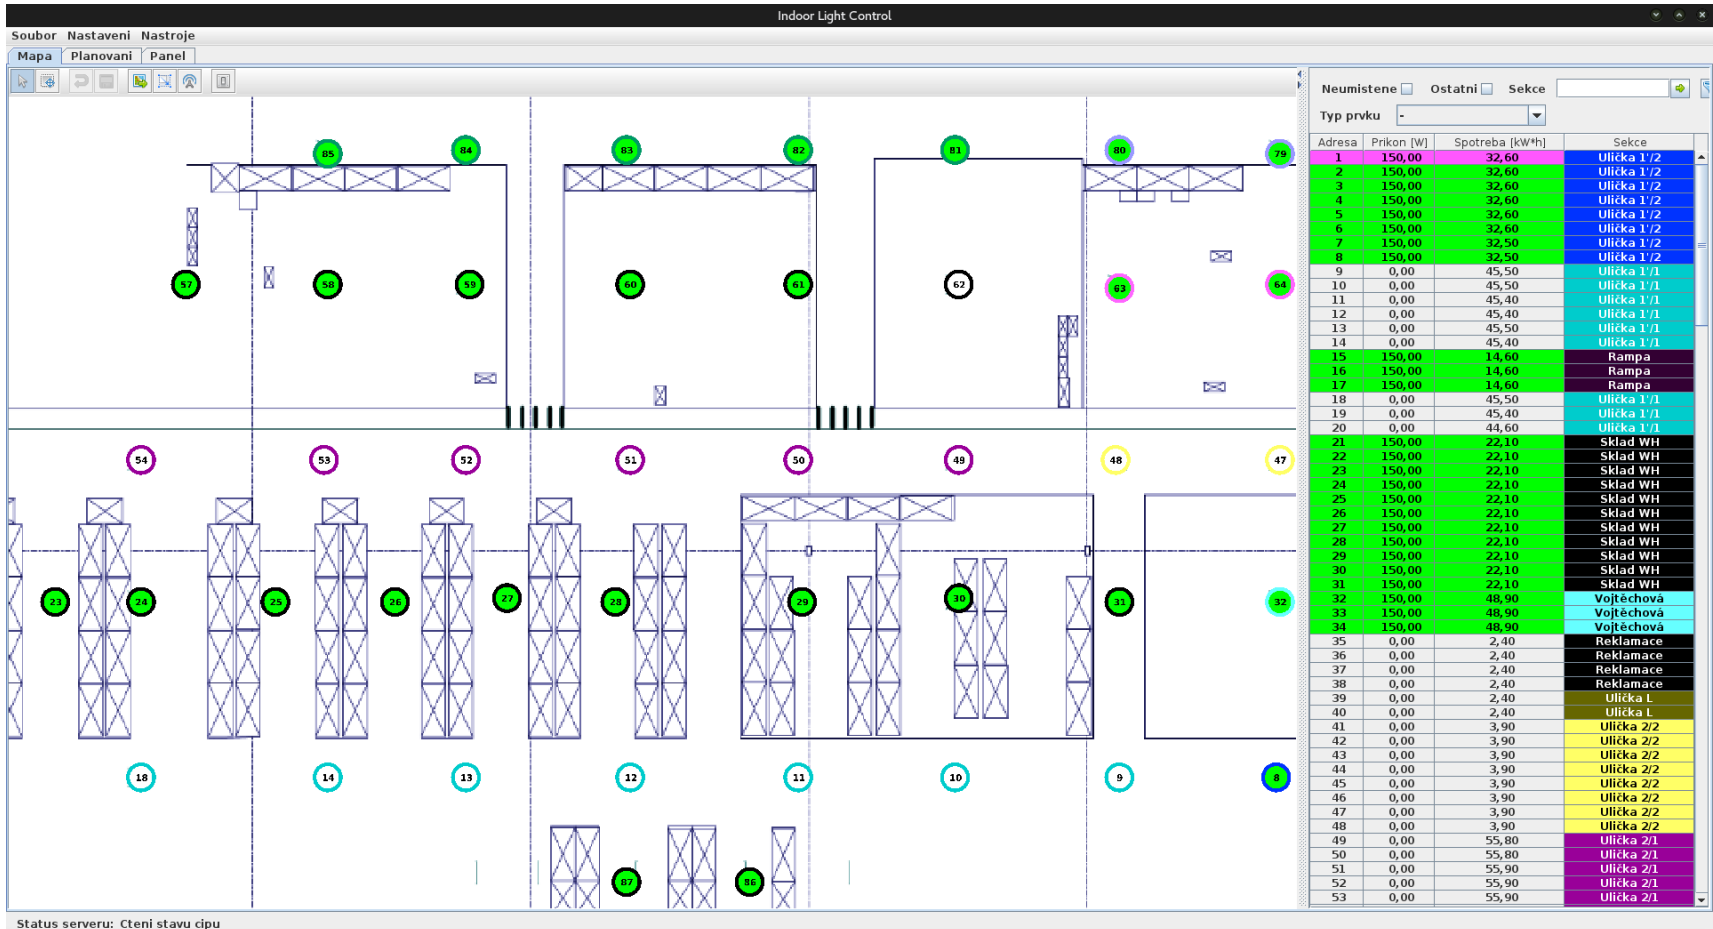 Indoor Light Control
Soubor Nastaveni Nastroje
Mapa Planovani Panel
Neumistene Ostatni Sekce
Typ prvku -
Adresa Prikon [W] Spotreba [kW*h] Sekce
1 150,00 32,60 Ulička 1'/2
2 150,00 32,60 Ulička 1'/2
3 150,00 32,60 Ulička 1'/2
4 150,00 32,60 Ulička 1'/2
5 150,00 32,60 Ulička 1'/2
6 150,00 32,60 Ulička 1'/2
7 150,00 32,50 Ulička 1'/2
8 150,00 32,50 Ulička 1'/2
9 0,00 45,50 Ulička 1'/1
10 0,00 45,50 Ulička 1'/1
11 0,00 45,40 Ulička 1'/1
12 0,00 45,40 Ulička 1'/1
13 0,00 45,50 Ulička 1'/1
14 0,00 45,40 Ulička 1'/1
15 150,00 14,60 Rampa
16 150,00 14,60 Rampa
17 150,00 14,60 Rampa
18 0,00 45,50 Ulička 1'/1
19 0,00 45,40 Ulička 1'/1
20 0,00 44,60 Ulička 1'/1
21 150,00 22,10 Sklad WH
22 150,00 22,10 Sklad WH
23 150,00 22,10 Sklad WH
24 150,00 22,10 Sklad WH
25 150,00 22,10 Sklad WH
26 150,00 22,10 Sklad WH
27 150,00 22,10 Sklad WH
28 150,00 22,10 Sklad WH
29 150,00 22,10 Sklad WH
30 150,00 22,10 Sklad WH
31 150,00 22,10 Sklad WH
32 150,00 48,90 Vojtěchová
33 150,00 48,90 Vojtěchová
34 150,00 48,90 Vojtěchová
35 0,00 2,40 Reklamace
36 0,00 2,40 Reklamace
37 0,00 2,40 Reklamace
38 0,00 2,40 Reklamace
39 0,00 2,40 Ulička L
40 0,00 2,40 Ulička L
41 0,00 3,90 Ulička 2/2
42 0,00 3,90 Ulička 2/2
43 0,00 3,90 Ulička 2/2
44 0,00 3,90 Ulička 2/2
45 0,00 3,90 Ulička 2/2
46 0,00 3,90 Ulička 2/2
47 0,00 3,90 Ulička 2/2
48 0,00 3,90 Ulička 2/2
49 0,00 55,80 Ulička 2/1
50 0,00 55,80 Ulička 2/1
51 0,00 55,90 Ulička 2/1
52 0,00 55,90 Ulička 2/1
53 0,00 55,90 Ulička 2/1
85 84 83 82 81 80 79
57 58 59 60 61 62 63 64
54 53 52 51 50 49 48 47
23 24 25 26 27 28 29 30 31 32
18 14 13 12 11 10 9 8
87 86
Status serveru: Cteni stavu cipu